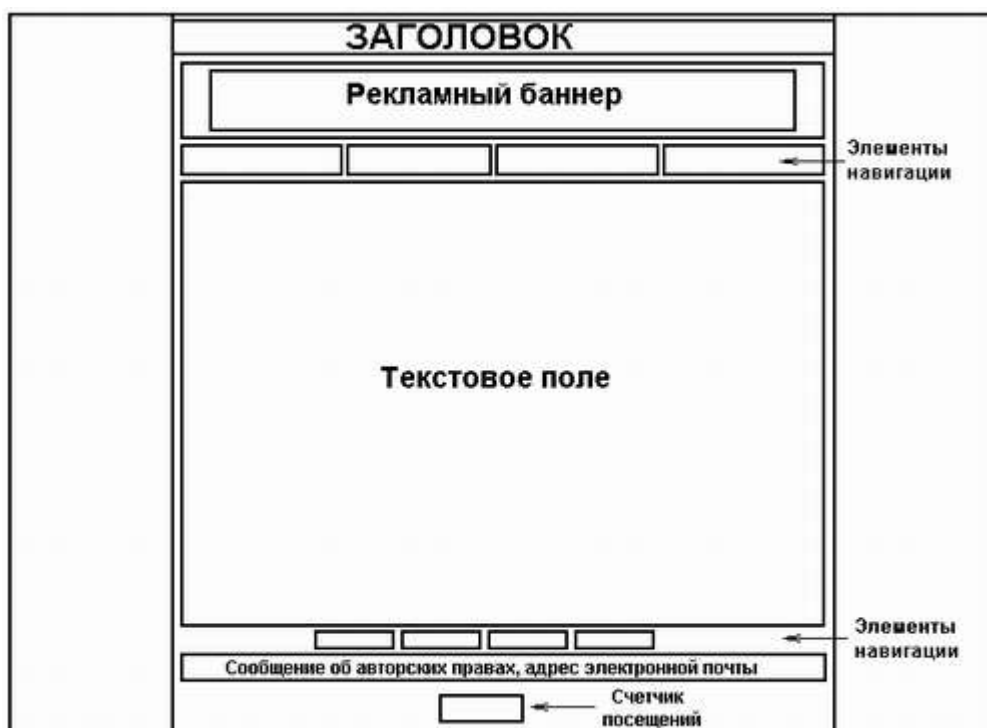 ЗАГОЛОВОК
Рекламный баннер
Элементы
навигации
Текстовое поле
Элементы
навигации
Сообщение об авторских правах, адрес электронной почты
Счетчик
посещений